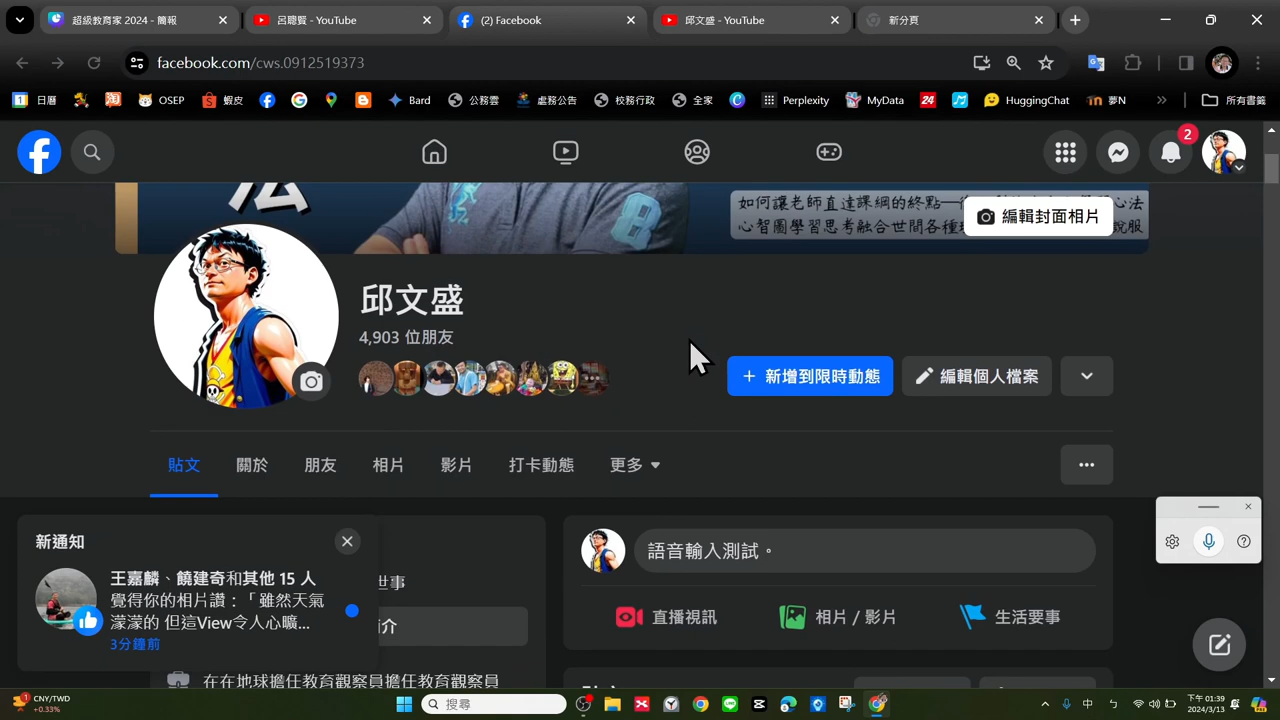 超級教育家 2024 - 簡報
呂聰賢 - YouTube
(2) Facebook
邱文盛 - YouTube
新分頁
facebook.com/cws.0912519373
日曆
OSEP
蝦皮
Bard
公務雲
處務公告
校務行政
全家
Perplexity
MyData
24
HuggingChat
夢N
所有書籤
2
法
如何讓老師直達課綱的終點
心法
心智圖學習思考融合世間各種
說服
編輯封面相片
邱文盛
4,903 位朋友
新增到限時動態
編輯個人檔案
貼文
關於
朋友
相片
影片
打卡動態
更多
新通知
王嘉麟、饒建奇和其他 15 人
覺得你的相片讚：「雖然天氣
濛濛的 但這View令人心曠...
3分鐘前
世事
介
在在地球擔任教育觀察員擔任教育觀察員
語音輸入測試。
直播視訊
相片 / 影片
生活要事
CNY/TWD
+0.33%
搜尋
中
下午 01:39
2024/3/13